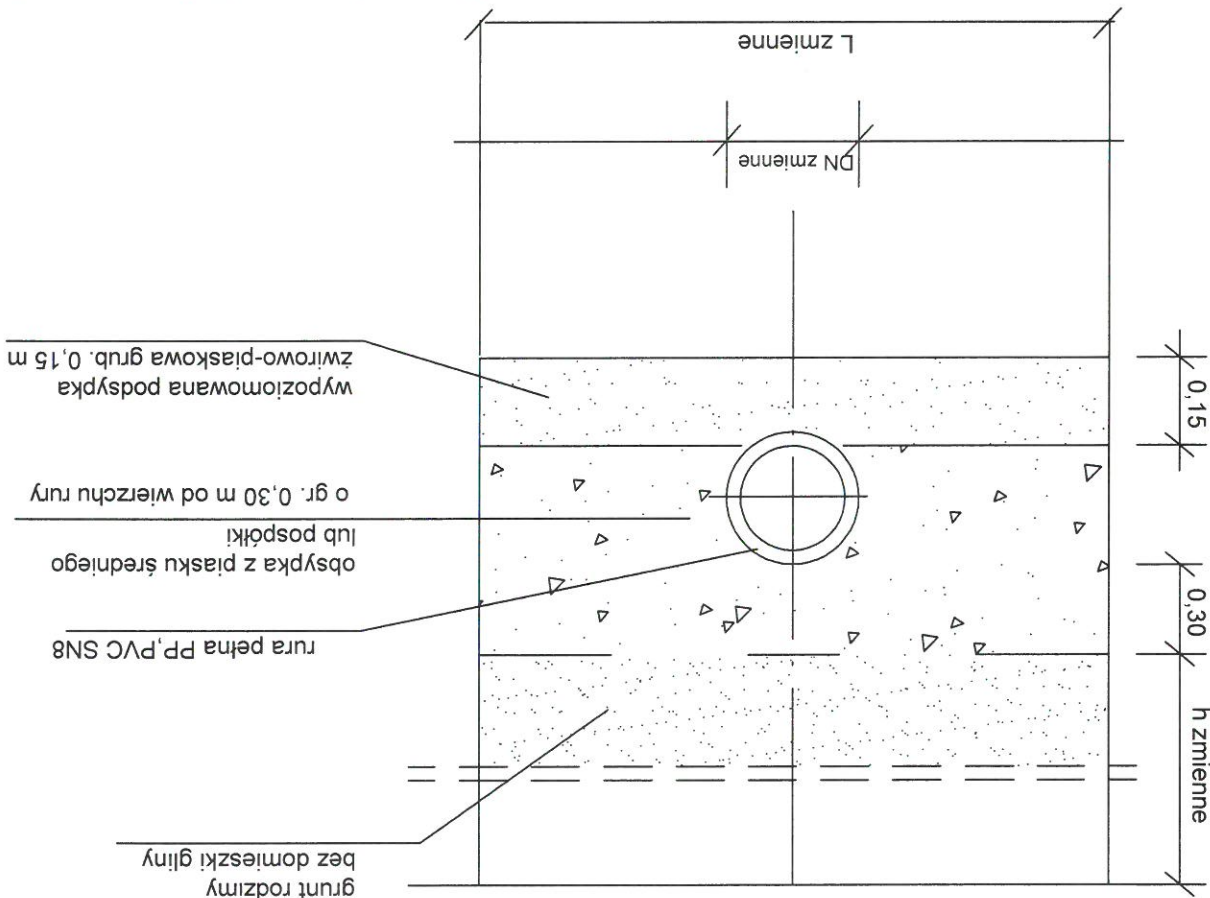 grunt rodzimy
bez domieszki gliny
h zmienne
rura pełna PP,PVC SN8
0,30
obsypka z piasku średniego
lub pospółki
o gr. 0,30 m od wierzchu rury
wypoziomowana podsypka
żwirowo-piaskowa grub. 0,15 m
0,15
DN zmienne
L zmienne